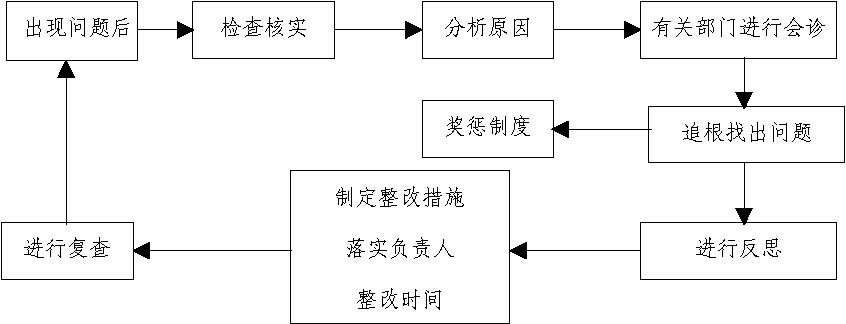 出现问题后
检查核实
分析原因
有关部门进行会诊
奖惩制度
追根找出问题
制定整改措施
落实负责人
整改时间
进行复查
进行反思